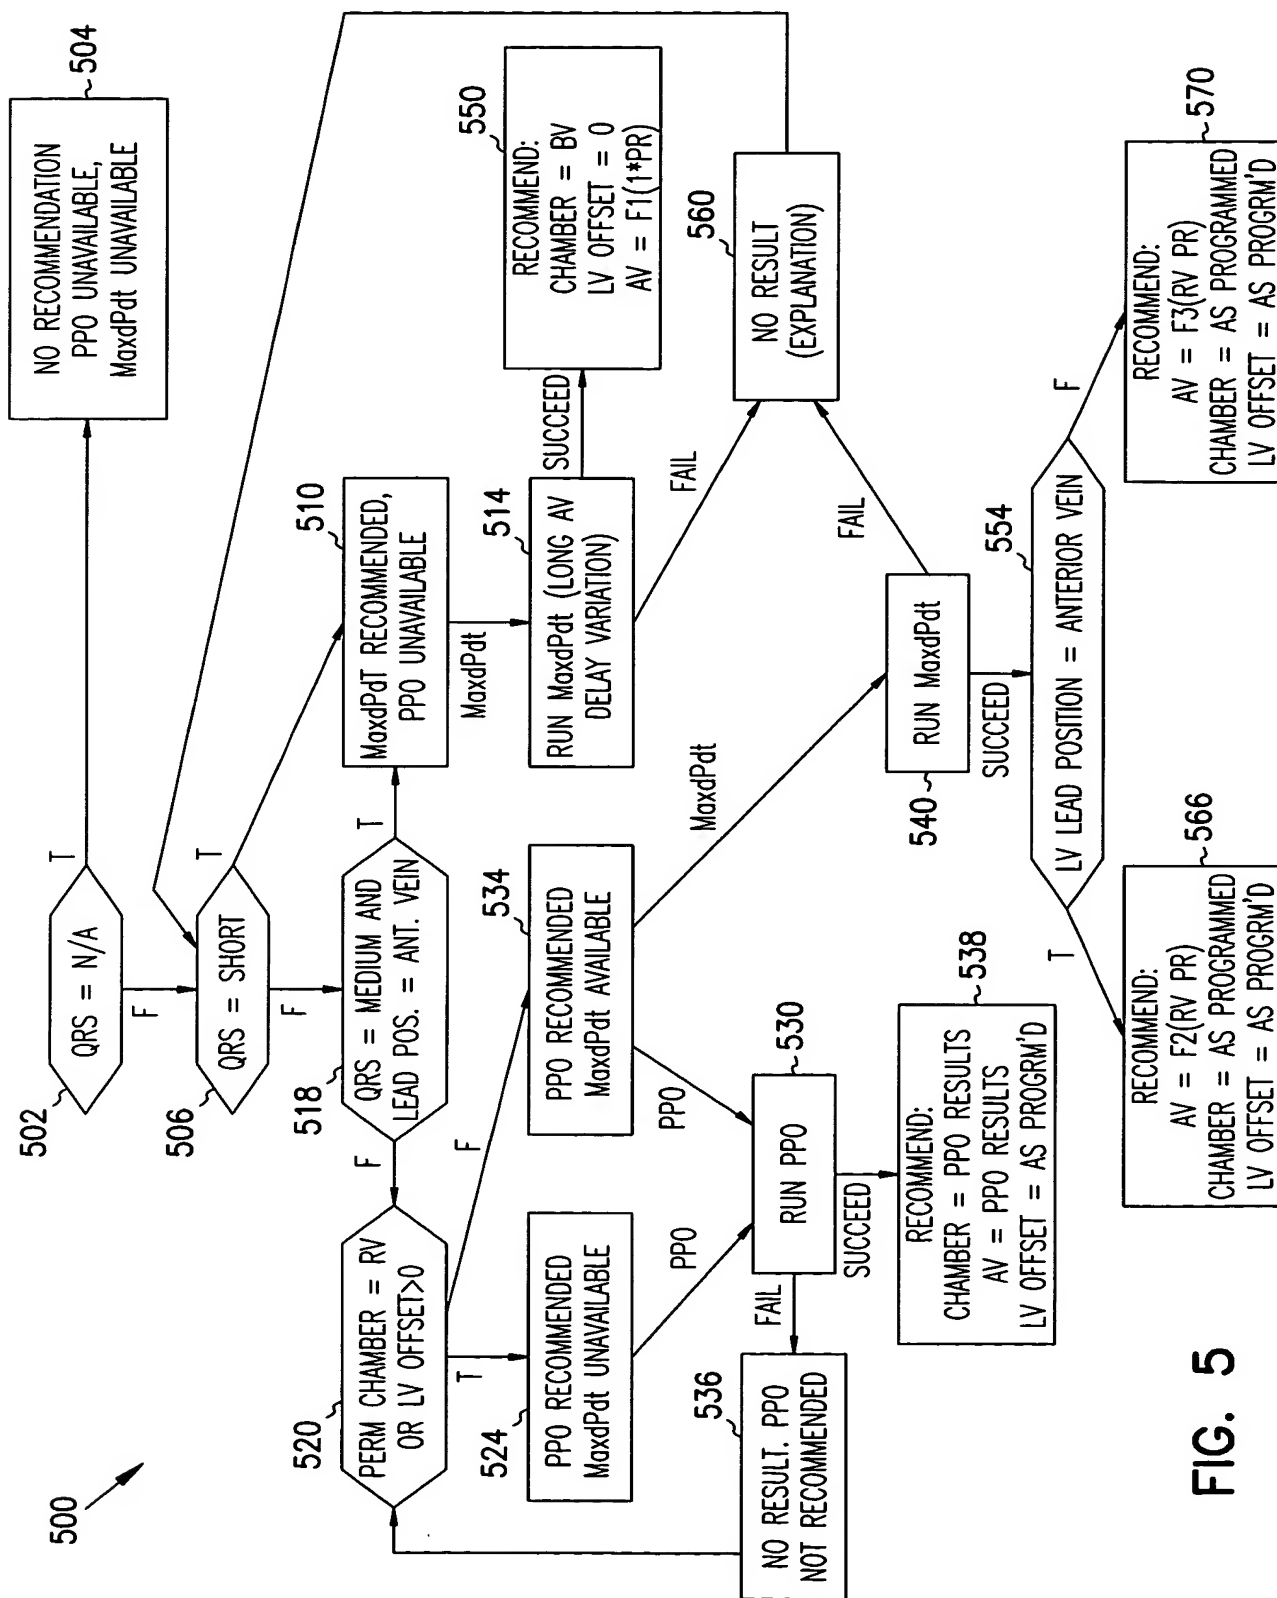 500
502
QRS = N/A
T
F
504
NO RECOMMENDATION
PPO UNAVAILABLE,
MaxdPdt UNAVAILABLE
506
QRS = SHORT
T
F
518
QRS = MEDIUM AND
LEAD POS. = ANT. VEIN
T
F
510
MaxdPdT RECOMMENDED,
PPO UNAVAILABLE
MaxdPdt
514
RUN MaxdPdt (LONG AV
DELAY VARIATION)
SUCCEED
FAIL
550
RECOMMEND:
CHAMBER = BV
LV OFFSET = 0
AV = F1(1*PR)
560
NO RESULT
(EXPLANATION)
520
PERM CHAMBER = RV
OR LV OFFSET>0
T
F
524
PPO RECOMMENDED
MaxdPdt UNAVAILABLE
PPO
534
PPO RECOMMENDED
MaxdPdt AVAILABLE
PPO
MaxdPdt
530
RUN PPO
FAIL
SUCCEED
536
NO RESULT. PPO
NOT RECOMMENDED
538
RECOMMEND:
CHAMBER = PPO RESULTS
AV = PPO RESULTS
LV OFFSET = AS PROGRM'D
540
RUN MaxdPdt
FAIL
SUCCEED
554
LV LEAD POSITION = ANTERIOR VEIN
T
F
566
RECOMMEND:
AV = F2(RV PR)
CHAMBER = AS PROGRAMMED
LV OFFSET = AS PROGRM'D
570
RECOMMEND:
AV = F3(RV PR)
CHAMBER = AS PROGRAMMED
LV OFFSET = AS PROGRM'D
FIG. 5